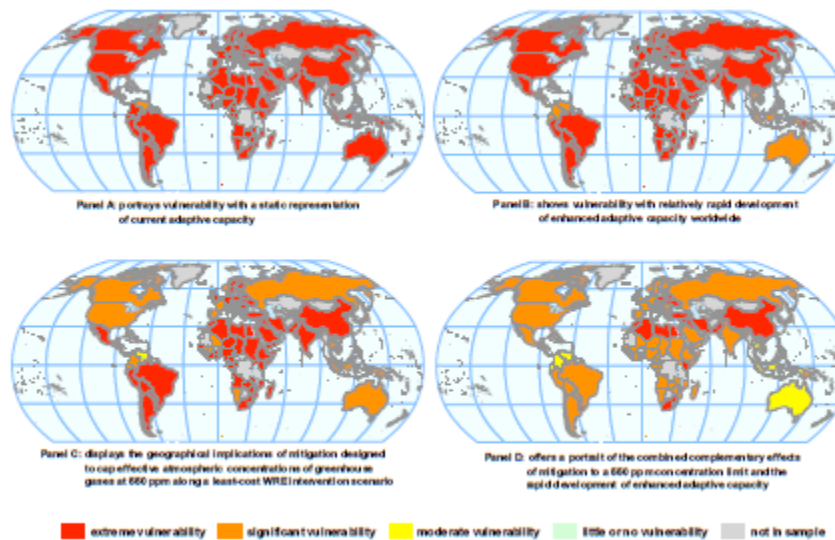 Panel A: portrays vulnerability with a static representation
of current adaptive capacity
Panel B: shows vulnerability with relatively rapid development
of enhanced adaptive capacity worldwide
Panel C: displays the geographical implications of mitigation designed
to cap effective atmospheric concentrations of greenhouse
gases at 550 ppm along a least-cost WRE intervention scenario
Panel D: offers a portrait of the combined complementary effects
of mitigation to a 550 ppm concentration limit and the
rapid development of enhanced adaptive capacity
extreme vulnerability
significant vulnerability
moderate vulnerability
little or no vulnerability
not in sample